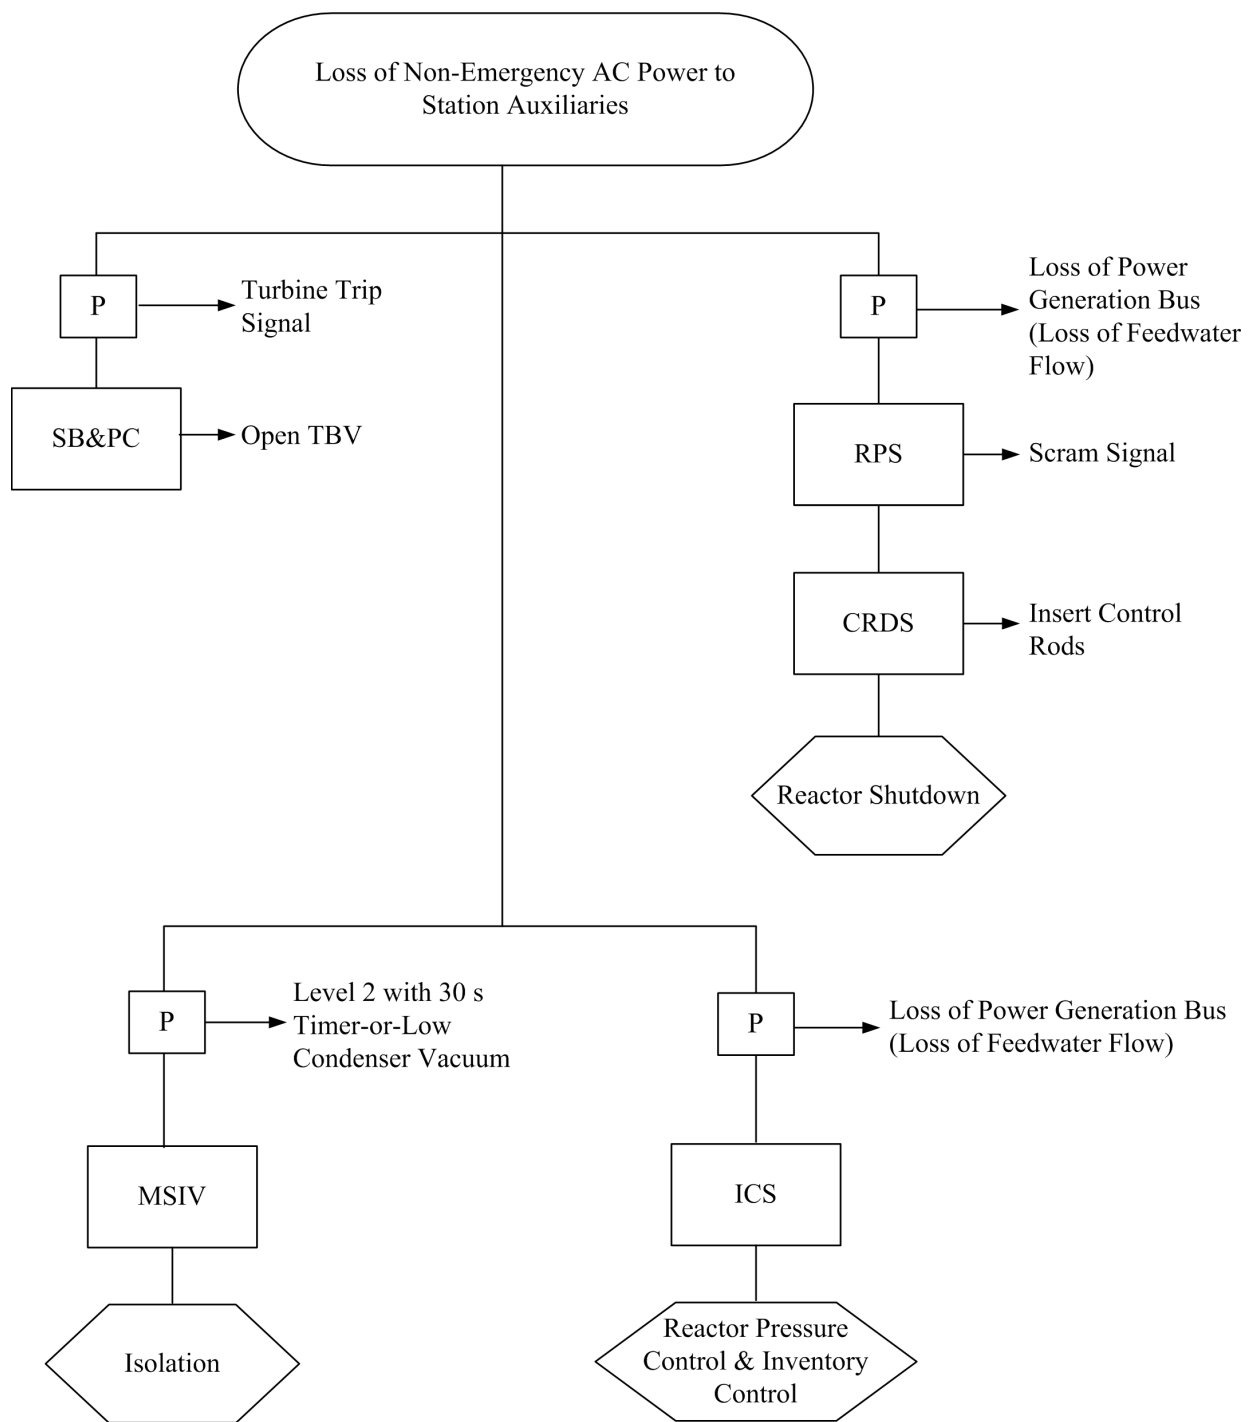 Loss of Non-Emergency AC Power to
Station Auxiliaries
P
Turbine Trip
Signal
SB&PC
Open TBV
P
Loss of Power
Generation Bus
(Loss of Feedwater
Flow)
RPS
Scram Signal
CRDS
Insert Control
Rods
Reactor Shutdown
P
Level 2 with 30 s
Timer-or-Low
Condenser Vacuum
MSIV
Isolation
P
Loss of Power Generation Bus
(Loss of Feedwater Flow)
ICS
Reactor Pressure
Control & Inventory
Control